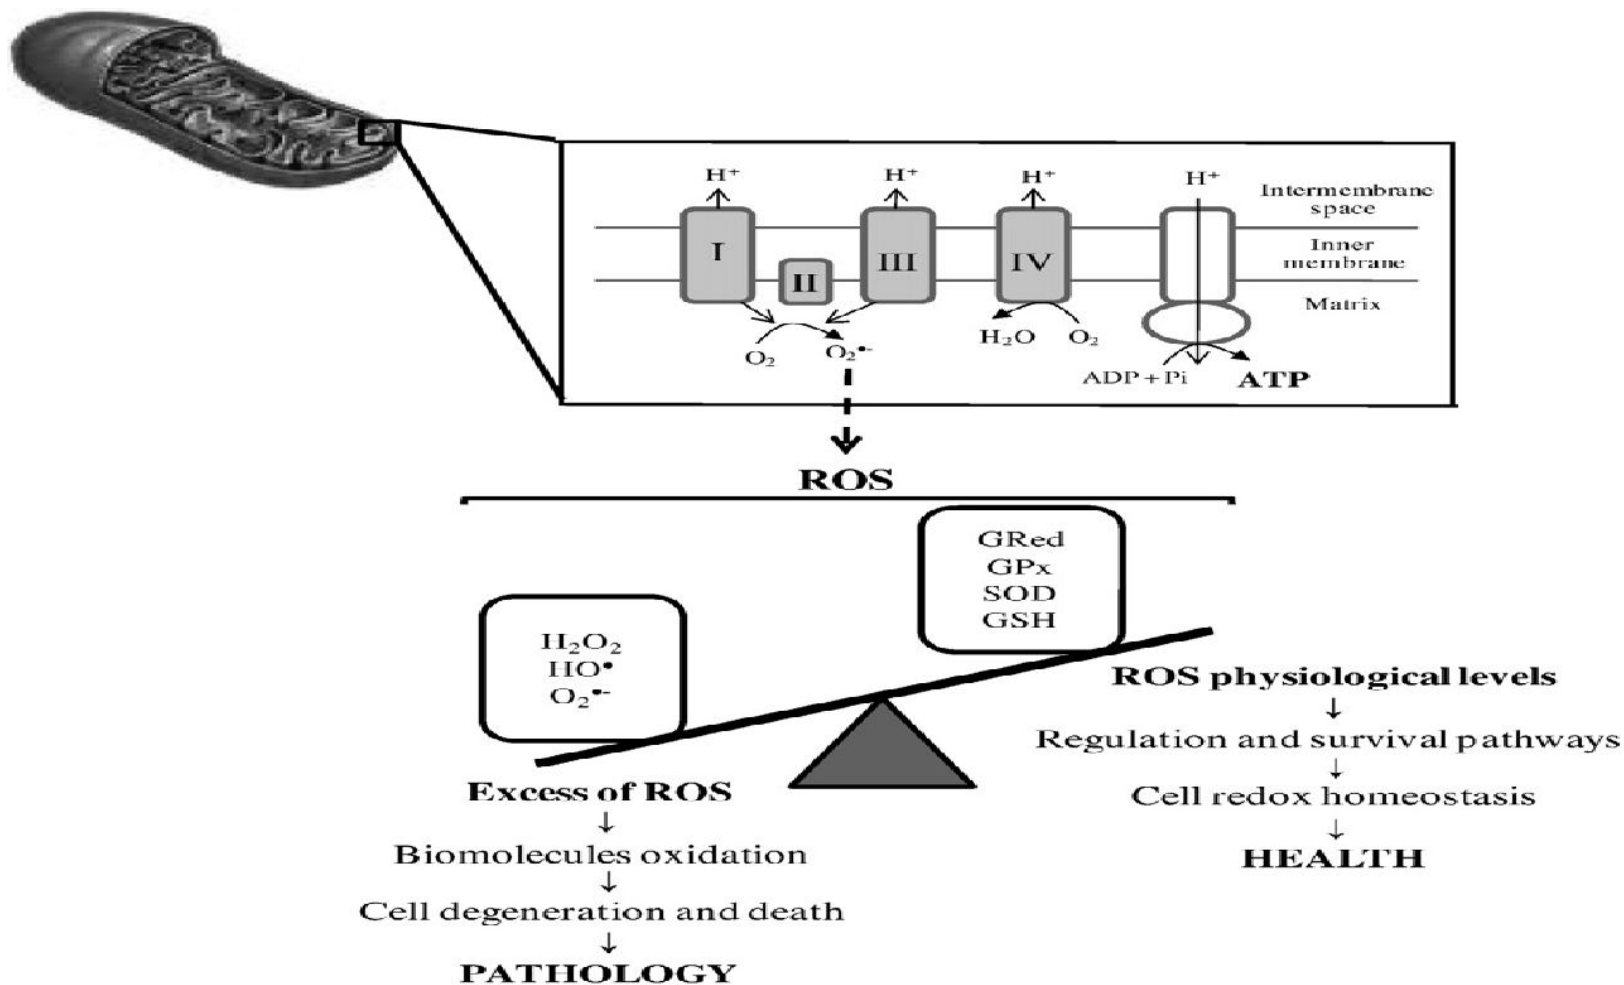 H⁺ H⁺ H⁺ H⁺
Intermembrane
space
I
II
III
IV
Inner
membrane
Matrix
O₂
O₂•-
H₂O
O₂
ADP + Pi
ATP
ROS
GRed
GPx
SOD
GSH
H₂O₂
HO•
O₂•-
ROS physiological levels
↓
Regulation and survival pathways
↓
Cell redox homeostasis
↓
HEALTH
Excess of ROS
↓
Biomolecules oxidation
↓
Cell degeneration and death
↓
PATHOLOGY